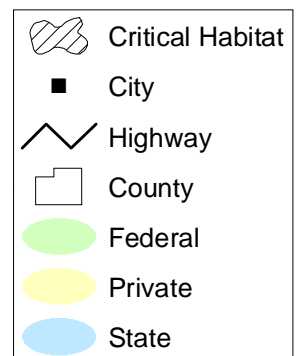 Critical Habitat
City
Highway
County
Federal
Private
State